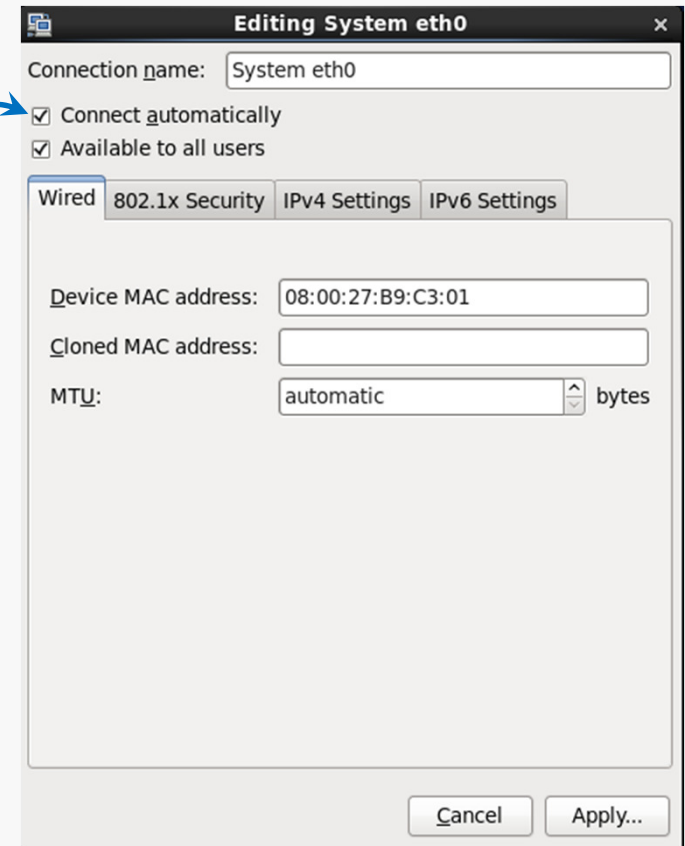 Editing System eth0
Connection name: System eth0
Connect automatically
Available to all users
Wired 802.1x Security IPv4 Settings IPv6 Settings
Device MAC address: 08:00:27:B9:C3:01
Cloned MAC address:
MTU: automatic bytes
Cancel Apply...